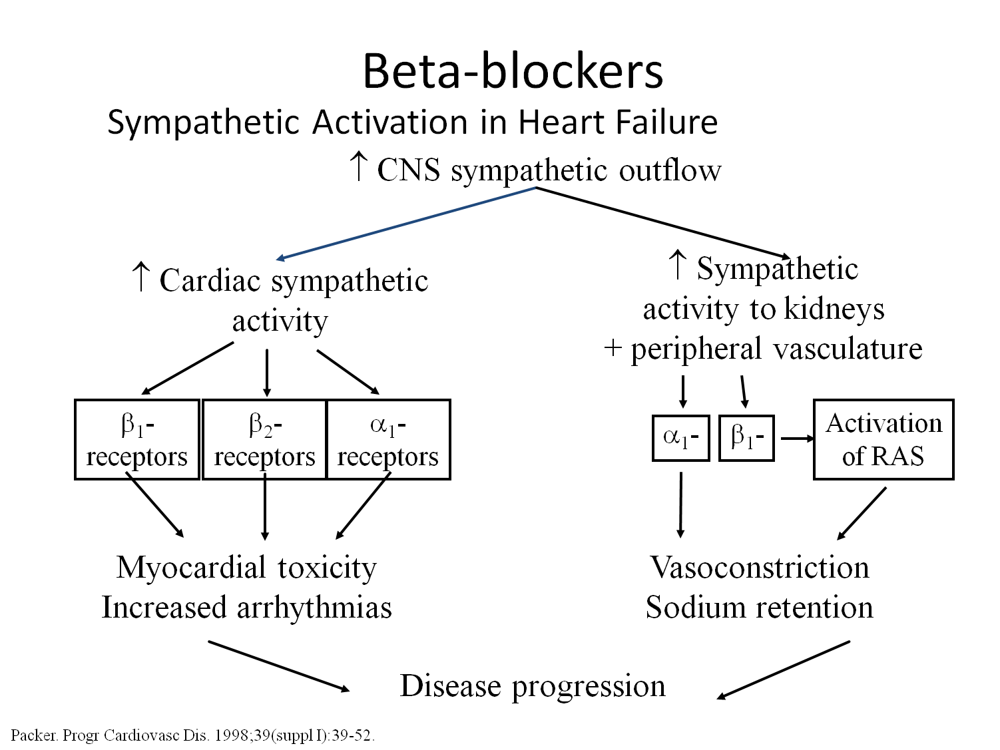 Beta-blockers
Sympathetic Activation in Heart Failure
↑ CNS sympathetic outflow
↑ Cardiac sympathetic
activity
↑ Sympathetic
activity to kidneys
+ peripheral vasculature
β1-
receptors
β2-
receptors
α1-
receptors
α1-
β1-
Activation
of RAS
Myocardial toxicity
Increased arrhythmias
Vasoconstriction
Sodium retention
Disease progression
Packer. Progr Cardiovasc Dis. 1998;39(suppl I):39-52.